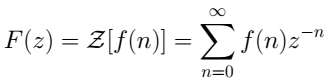 F(z) = 𝒵[f(n)] = ∑_{n=0}^{∞} f(n)z^{−n}